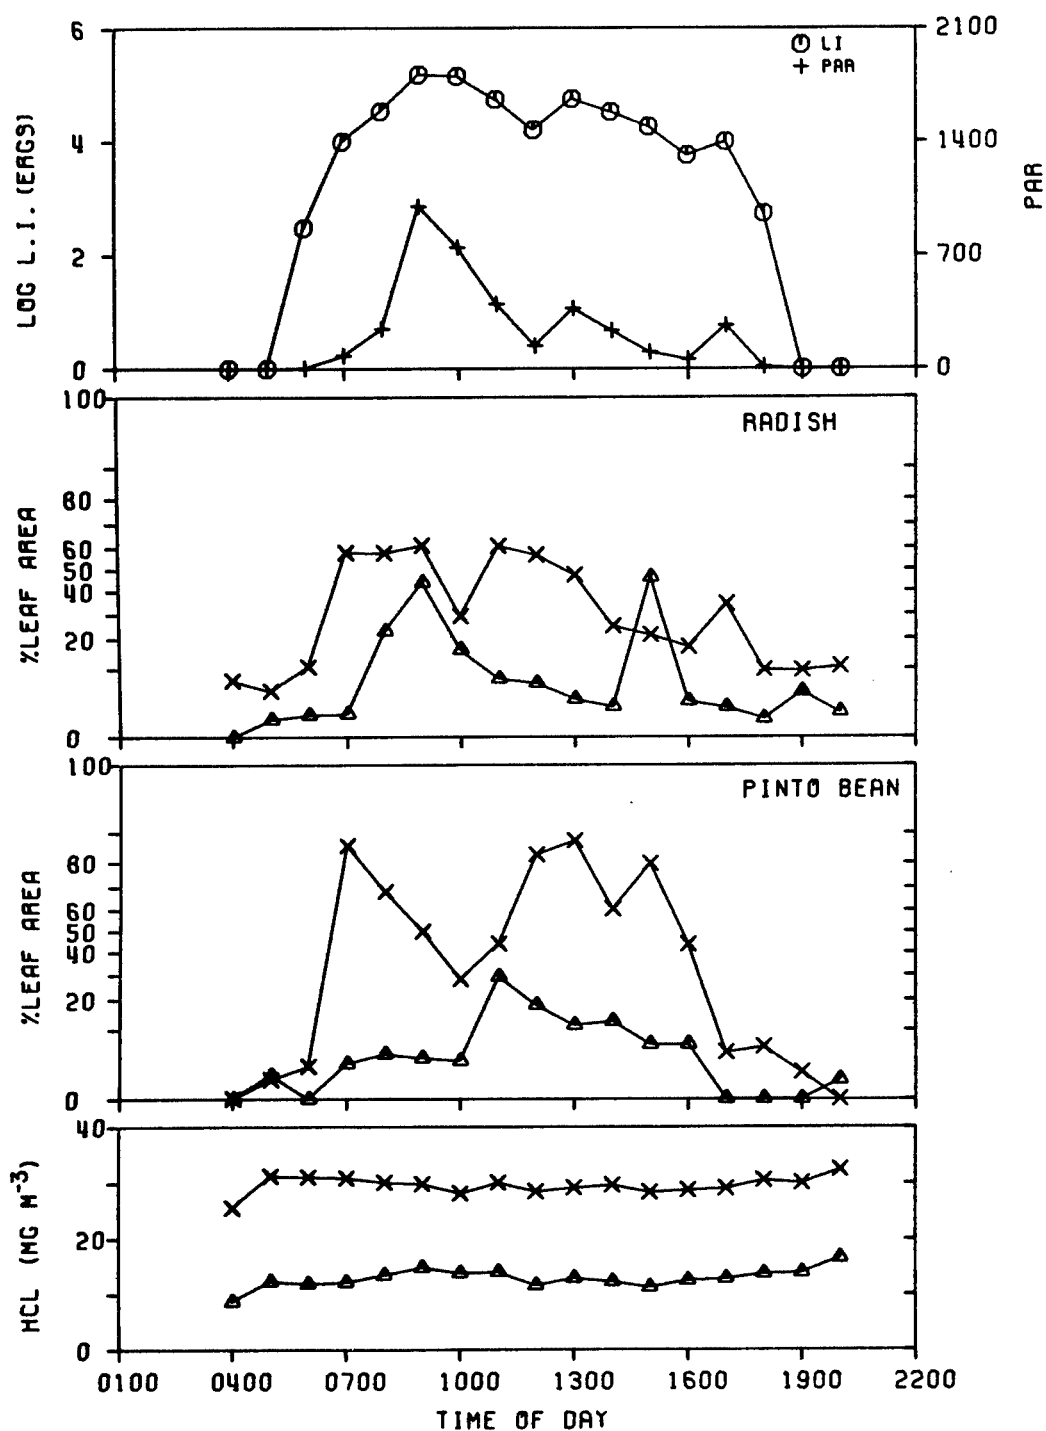 6
4
2
0
LOG L.I. (ERGS)
2100
1400
700
0
PAR
LI
PAR
100
80
60
50
40
20
0
%LEAF AREA
RADISH
100
80
60
50
40
20
0
%LEAF AREA
PINTO BEAN
40
20
0
HCL (MG M⁻³)
0100 0400 0700 1000 1300 1600 1900 2200
TIME OF DAY